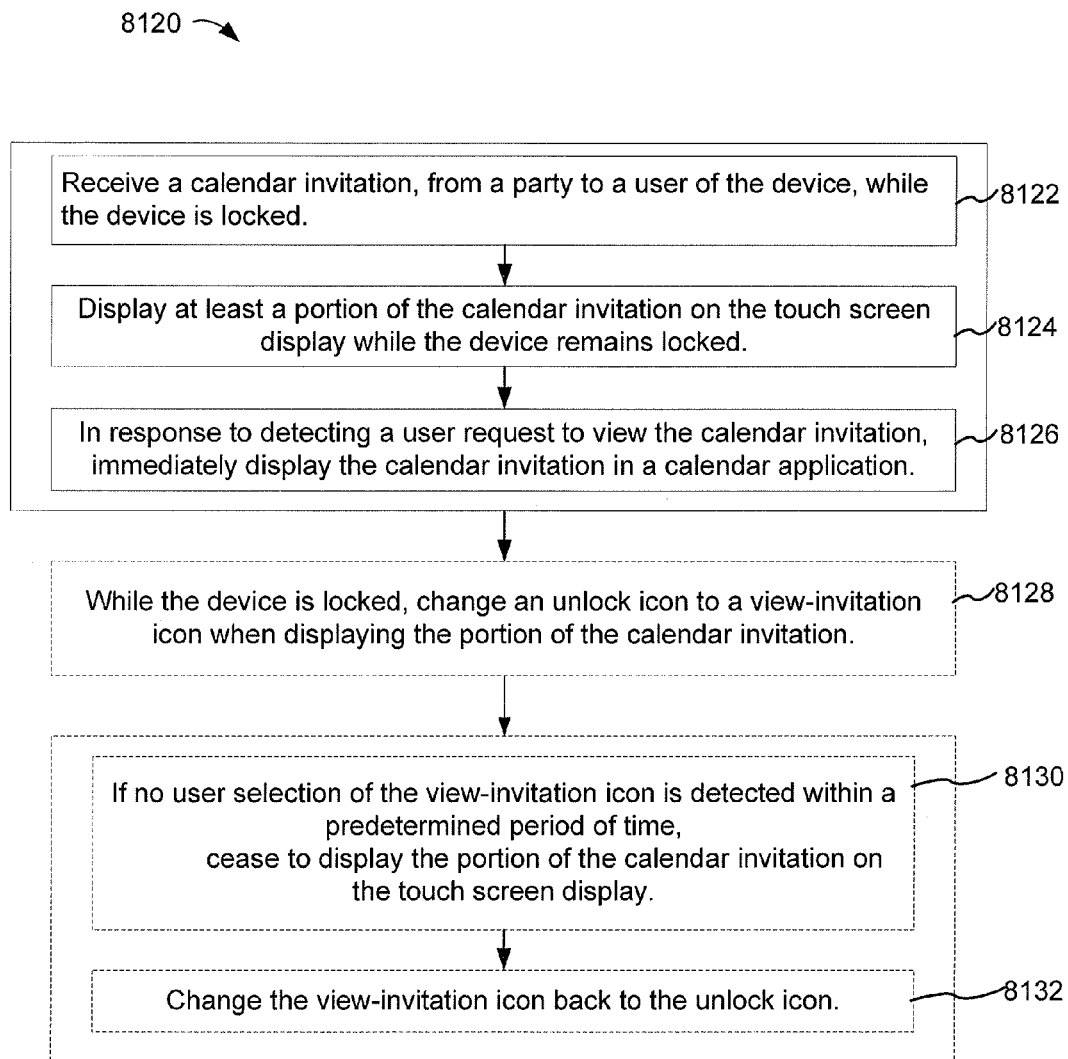 8120
Receive a calendar invitation, from a party to a user of the device, while
the device is locked.
8122
Display at least a portion of the calendar invitation on the touch screen
display while the device remains locked.
8124
In response to detecting a user request to view the calendar invitation,
immediately display the calendar invitation in a calendar application.
8126
While the device is locked, change an unlock icon to a view-invitation
icon when displaying the portion of the calendar invitation.
8128
If no user selection of the view-invitation icon is detected within a
predetermined period of time,
cease to display the portion of the calendar invitation on
the touch screen display.
8130
Change the view-invitation icon back to the unlock icon.
8132